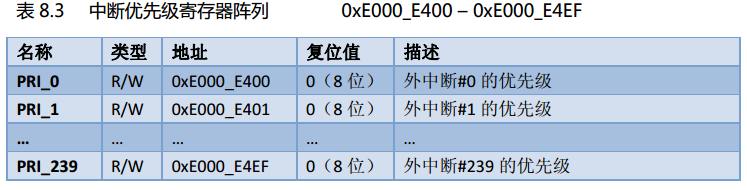 表 8.3 中断优先级寄存器阵列 0xE000_E400 – 0xE000_E4EF
名称 类型 地址 复位值 描述
PRI_0 R/W 0xE000_E400 0（8 位） 外中断#0 的优先级
PRI_1 R/W 0xE000_E401 0（8 位） 外中断#1 的优先级
… … … … …
PRI_239 R/W 0xE000_E4EF 0（8 位） 外中断#239 的优先级